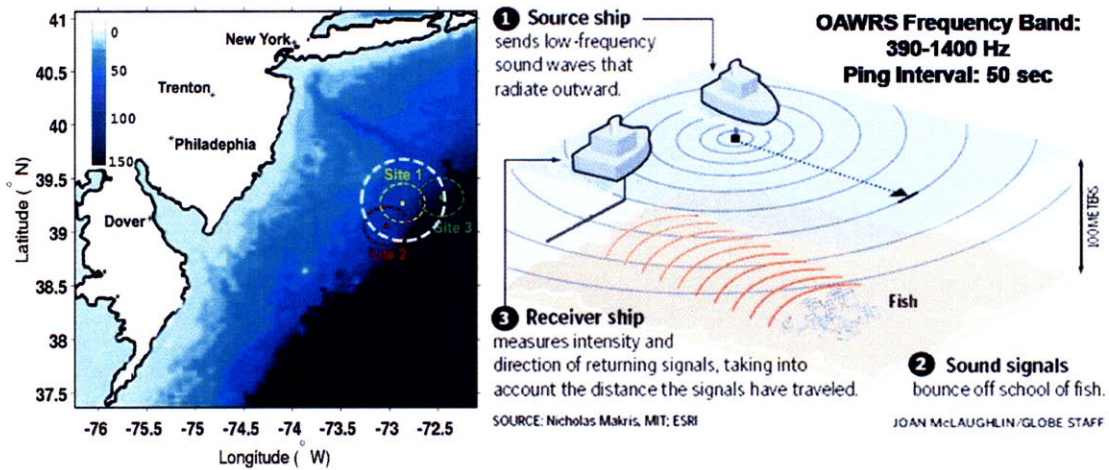 41
40.5
40
39.5
39
38.5
38
37.5
Latitude (° N)
0
50
100
150
New York
Trenton
Philadephia
Dover
Site 1
Site 2
Site 3
-76 -75.5 -75 -74.5 -74 -73.5 -73 -72.5
Longitude (° W)
1 Source ship
sends low-frequency
sound waves that
radiate outward.
OAWRS Frequency Band:
390-1400 Hz
Ping Interval: 50 sec
100 METERS
Fish
3 Receiver ship
measures intensity and
direction of returning signals, taking into
account the distance the signals have traveled.
2 Sound signals
bounce off school of fish.
SOURCE: Nicholas Makris, MIT; ESRI
JOAN McLAUGHLIN/GLOBE STAFF